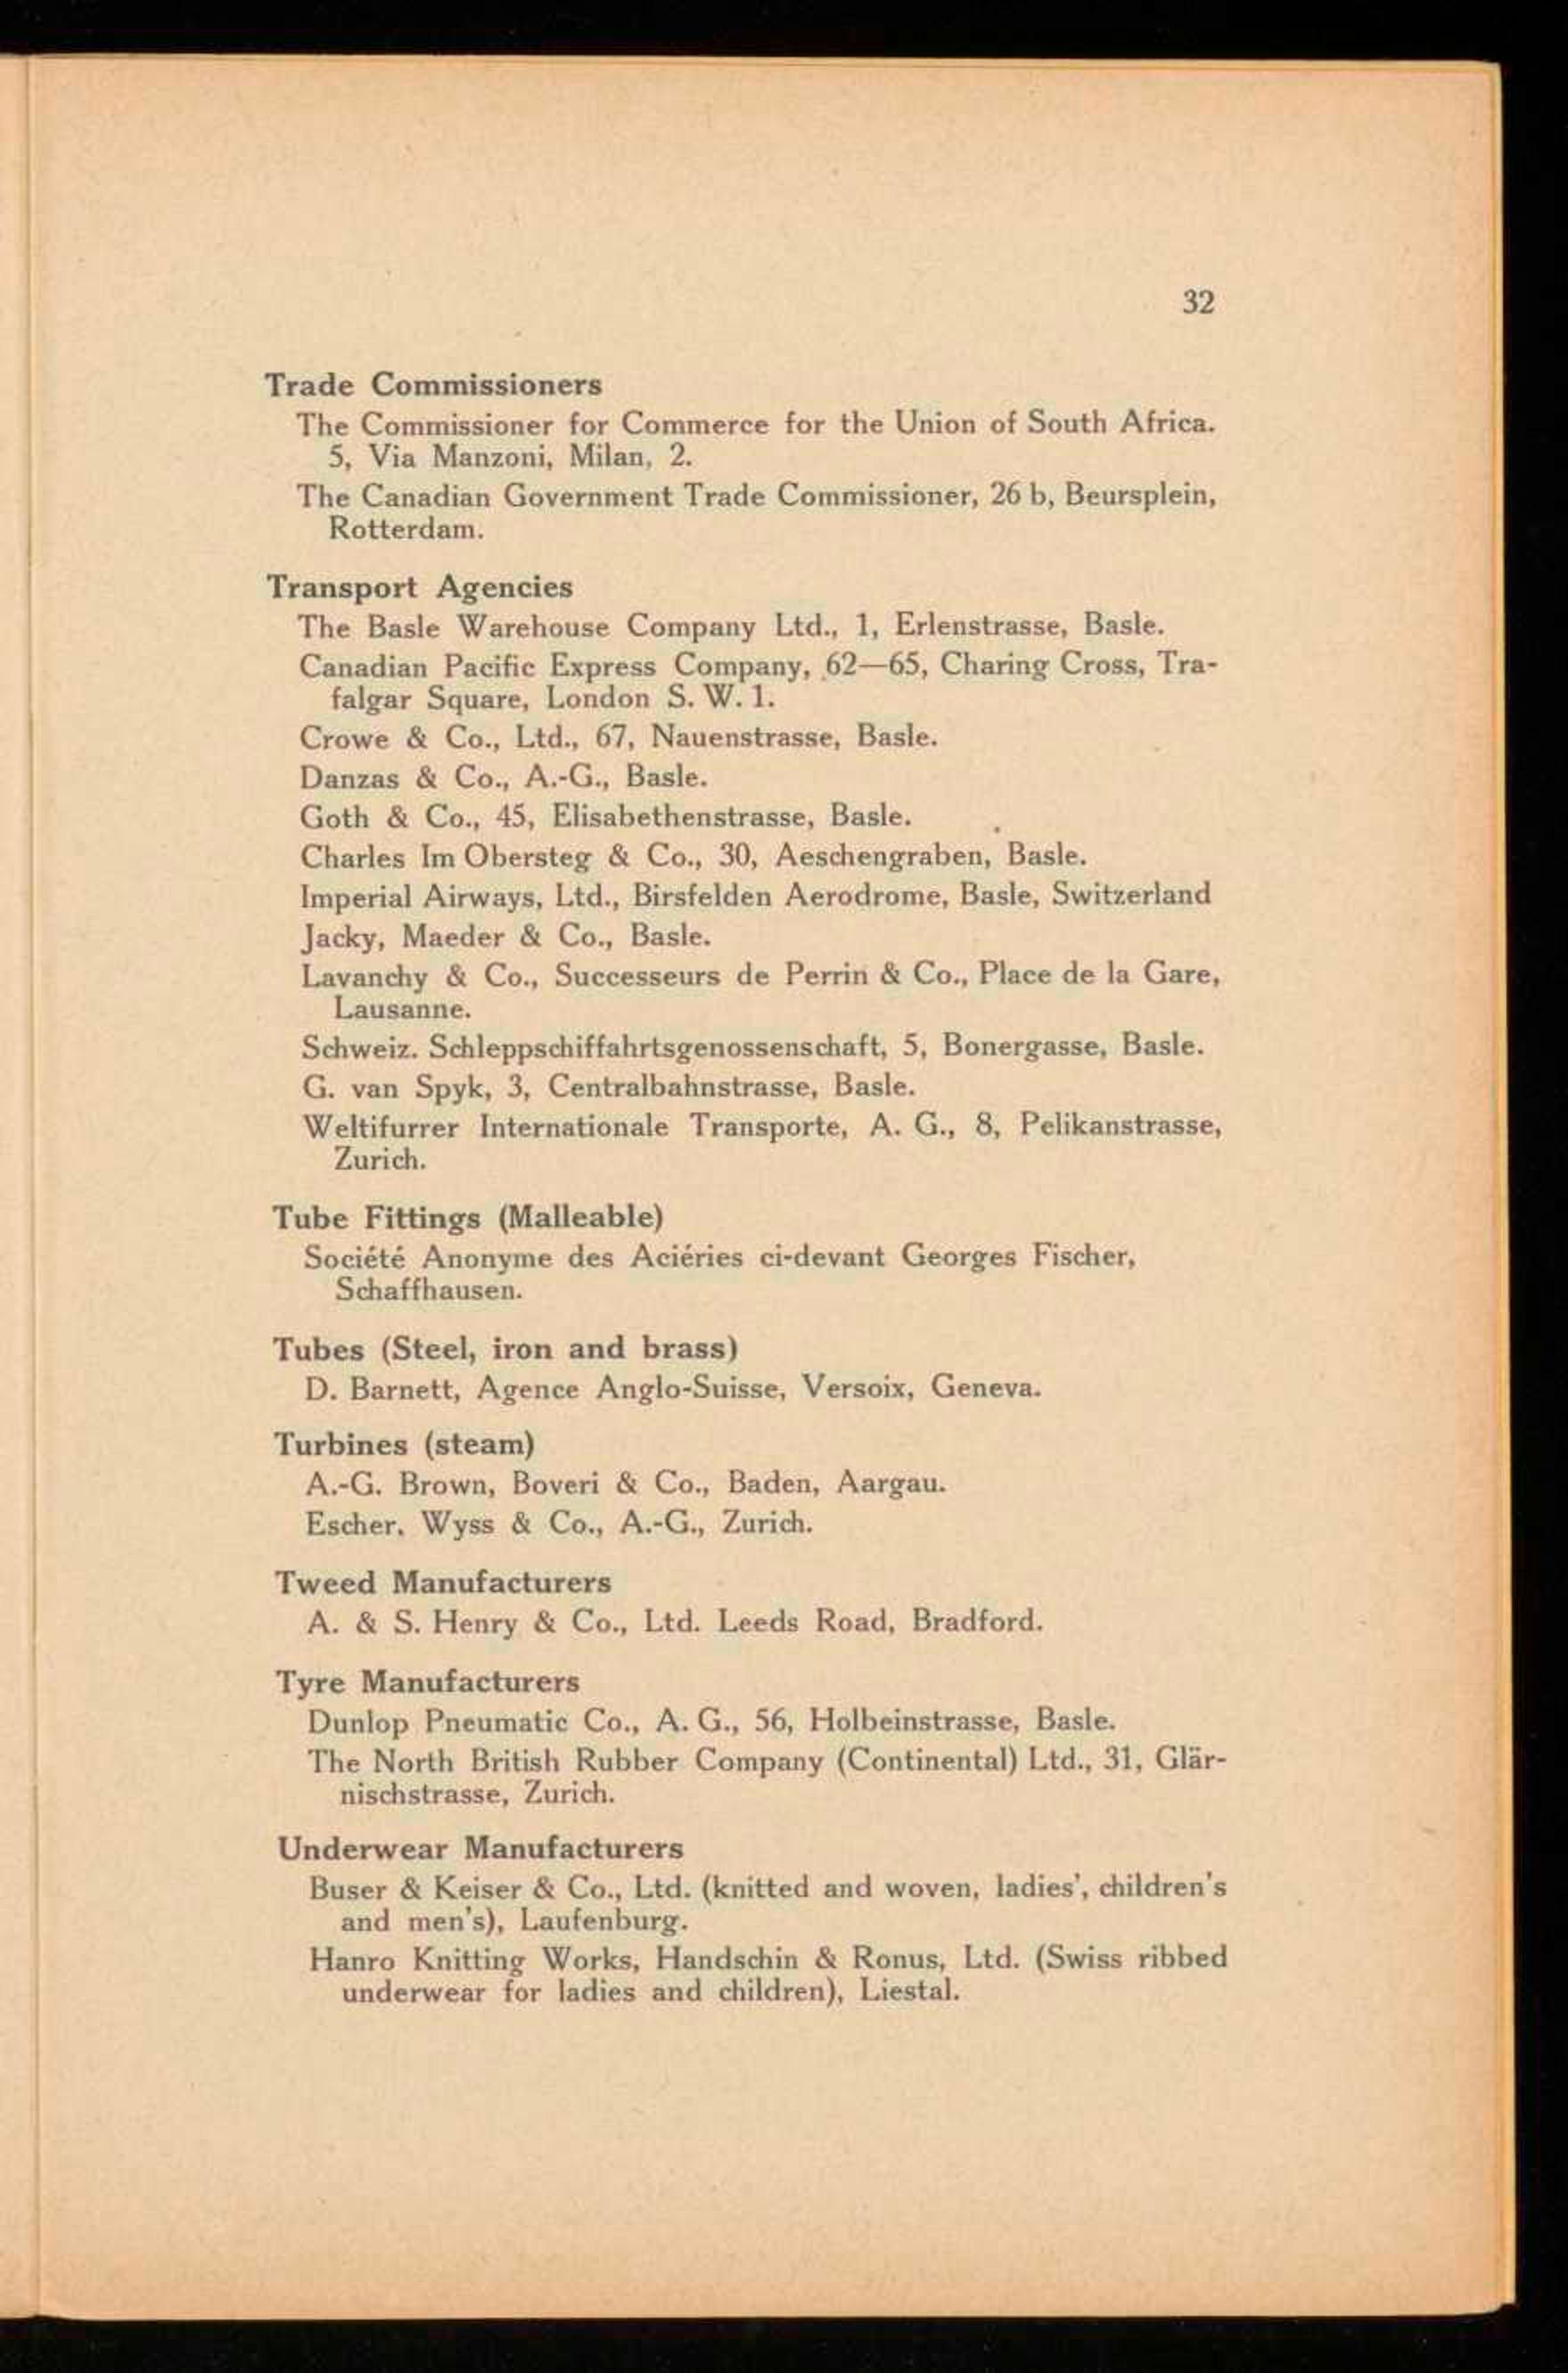 32
Trade Commissioners
The Commissioner for Commerce for the Union of South Africa.
5, Via Manzoni, Milan, 2.
The Canadian Government Trade Commissioner, 26 b, Beursplein,
Rotterdam.
Transport Agencies
The Basle Warehouse Company Ltd., 1, Erlenstrasse, Basle.
Canadian Pacific Express Company, 62—65, Charing Cross, Tra-
falgar Square, London S. W. 1.
Crowe & Co., Ltd., 67, Nauenstrasse, Basle.
Danzas & Co., A.-G., Basle.
Goth & Co., 45, Elisabethenstrasse, Basle.
Charles Im Obersteg & Co., 30, Aeschengraben, Basle.
Imperial Airways, Ltd., Birsfelden Aerodrome, Basle, Switzerland
Jacky, Maeder & Co., Basle.
Lavanchy & Co., Successeurs de Perrin & Co., Place de la Gare,
Lausanne.
Schweiz. Schleppschiffahrtsgenossenschaft, 5, Bonergasse, Basle.
G. van Spyk, 3, Centralbahnstrasse, Basle.
Weltifurrer Internationale Transporte, A. G., 8, Pelikanstrasse,
Zurich.
Tube Fittings (Malleable)
Société Anonyme des Aciéries ci-devant Georges Fischer,
Schaffhausen.
Tubes (Steel, iron and brass)
D. Barnett, Agence Anglo-Suisse, Versoix, Geneva.
Turbines (steam)
A.-G. Brown, Boveri & Co., Baden, Aargau.
Escher. Wyss & Co., A.-G., Zurich.
Tweed Manufacturers
A. & S. Henry & Co., Ltd. Leeds Road, Bradford.
Tyre Manufacturers
Dunlop Pneumatic Co., A. G., 56, Holbeinstrasse, Basle.
The North British Rubber Company (Continental) Ltd., 31, Glär-
nischstrasse, Zurich.
Underwear Manufacturers
Buser & Keiser & Co., Ltd. (knitted and woven, ladies', children's
and men's), Laufenburg.
Hanro Knitting Works, Handschin & Ronus, Ltd. (Swiss ribbed
underwear for ladies and children), Liestal.